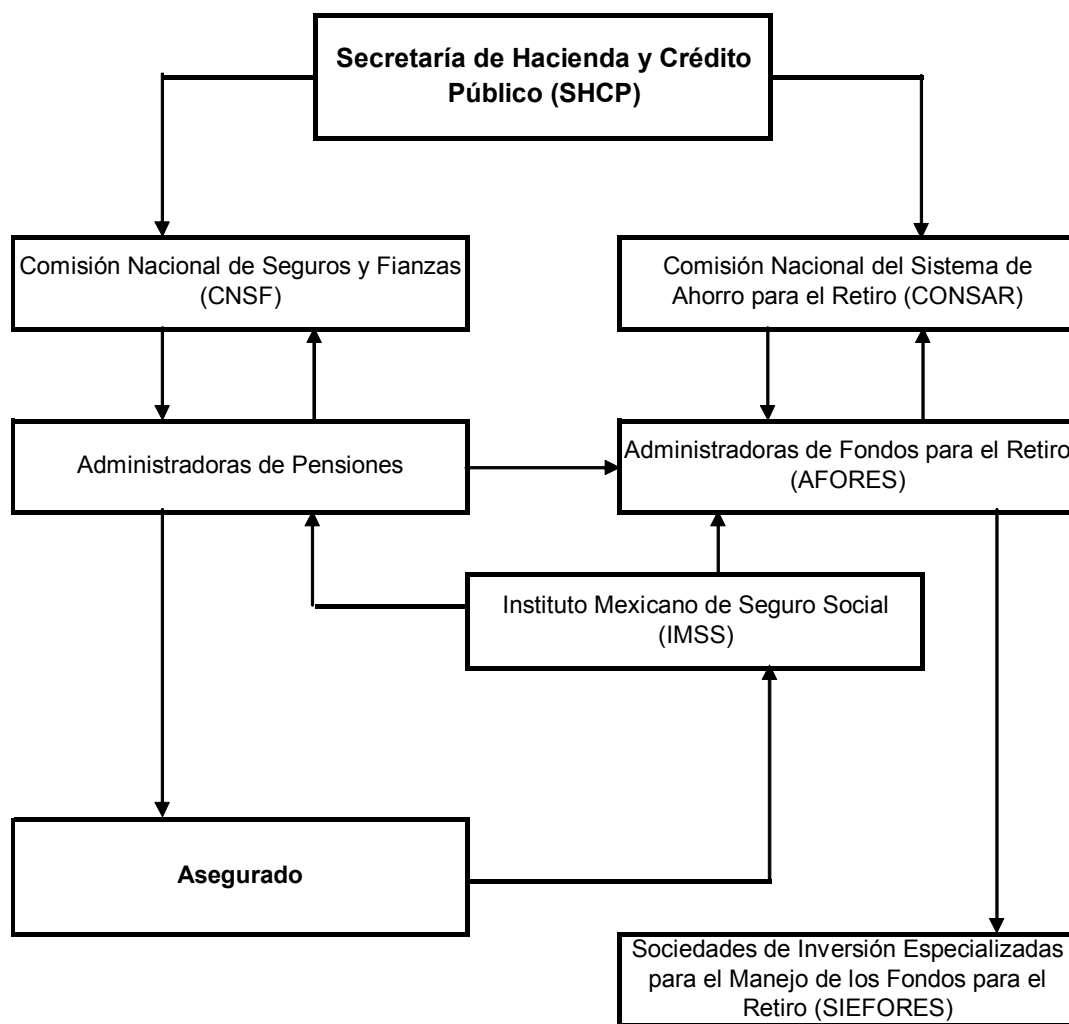 Secretaría de Hacienda y Crédito
Público (SHCP)
Comisión Nacional de Seguros y Fianzas
(CNSF)
Comisión Nacional del Sistema de
Ahorro para el Retiro (CONSAR)
Administradoras de Pensiones
Administradoras de Fondos para el Retiro
(AFORES)
Instituto Mexicano de Seguro Social
(IMSS)
Asegurado
Sociedades de Inversión Especializadas
para el Manejo de los Fondos para el
Retiro (SIEFORES)